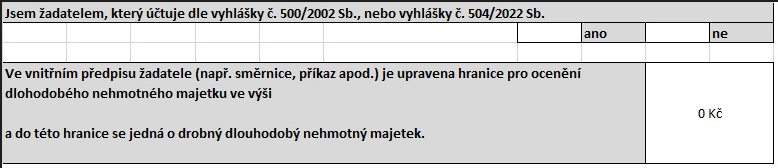 Jsem žadatelem, který účtuje dle vyhlášky č. 500/2002 Sb., nebo vyhlášky č. 504/2022 Sb.
ano ne
Ve vnitřním předpisu žadatele (např. směrnice, příkaz apod.) je upravena hranice pro ocenění
dlohodobého nehmotného majetku ve výši
0 Kč
a do této hranice se jedná o drobný dlouhodobý nehmotný majetek.